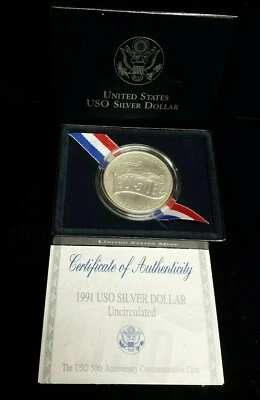 UNITED STATES
USO SILVER DOLLAR
USO
UNITED STATES MINT
Certificate of Authenticity
1991 USO SILVER DOLLAR
Uncirculated
The USO 50th Anniversary Commemorative Coin